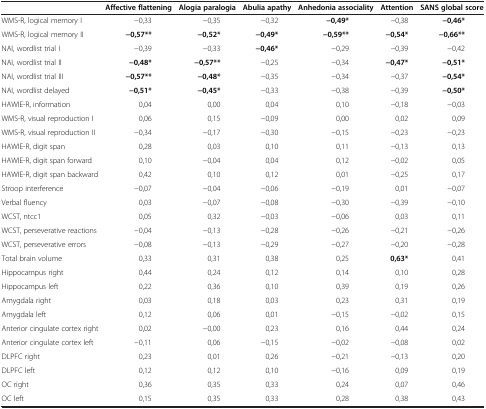 Affective flattening Alogia paralogia Abulia apathy Anhedonia associality Attention SANS global score
WMS-R, logical memory I −0,33 −0,35 −0,32 −0,49* −0,38 −0,46*
WMS-R, logical memory II −0,57** −0,52* −0,49* −0,59** −0,54* −0,66**
NAI, wordlist trial I −0,39 −0,33 −0,46* −0,29 −0,39 −0,42
NAI, wordlist trial II −0,48* −0,57** −0,25 −0,34 −0,47* −0,51*
NAI, wordlist trial III −0,57** −0,48* −0,35 −0,34 −0,37 −0,54*
NAI, wordlist delayed −0,51* −0,45* −0,33 −0,38 −0,39 −0,50*
HAWIE-R, information 0,04 0,00 0,04 0,10 −0,18 −0,03
WMS-R, visual reproduction I 0,06 0,15 −0,09 0,00 0,02 0,09
WMS-R, visual reproduction II −0,34 −0,17 −0,30 −0,15 −0,23 −0,23
HAWIE-R, digit span 0,28 0,03 0,10 0,11 −0,13 0,13
HAWIE-R, digit span forward 0,10 −0,04 0,04 0,12 −0,02 0,05
HAWIE-R, digit span backward 0,42 0,10 0,12 0,01 −0,25 0,17
Stroop interference −0,07 −0,04 −0,06 −0,19 0,01 −0,07
Verbal fluency 0,03 −0,07 −0,08 −0,30 −0,39 −0,10
WCST, ntcc1 0,05 0,32 −0,03 −0,06 0,03 0,11
WCST, perseverative reactions −0,04 −0,13 −0,28 −0,26 −0,21 −0,26
WCST, perseverative errors −0,08 −0,13 −0,29 −0,27 −0,20 −0,28
Total brain volume 0,33 0,31 0,38 0,25 0,63* 0,41
Hippocampus right 0,44 0,24 0,12 0,14 0,10 0,28
Hippocampus left 0,22 0,36 0,10 0,39 0,19 0,26
Amygdala right 0,03 0,18 0,03 0,23 0,31 0,19
Amygdala left 0,12 0,06 0,01 −0,15 −0,02 0,15
Anterior cingulate cortex right 0,02 −0,00 0,23 0,16 0,44 0,24
Anterior cingulate cortex left −0,11 0,06 −0,15 −0,02 −0,08 0,02
DLPFC right 0,23 0,01 0,26 −0,21 −0,13 0,20
DLPFC left 0,12 0,12 0,10 −0,16 0,09 0,19
OC right 0,36 0,35 0,33 0,24 0,07 0,46
OC left 0,15 0,35 0,33 0,28 0,38 0,43